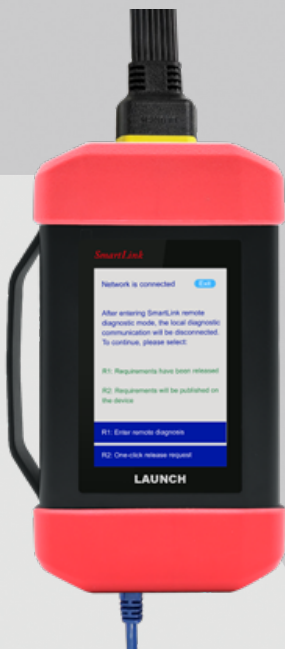 SmartLink
Network is connected Exit
After entering SmartLink remote
diagnostic mode, the local diagnostic
communication will be disconnected.
To continue, please select:
R1: Requirements have been released
R2: Requirements will be published on
the device
R1: Enter remote diagnosis
R2: One-click release request
LAUNCH